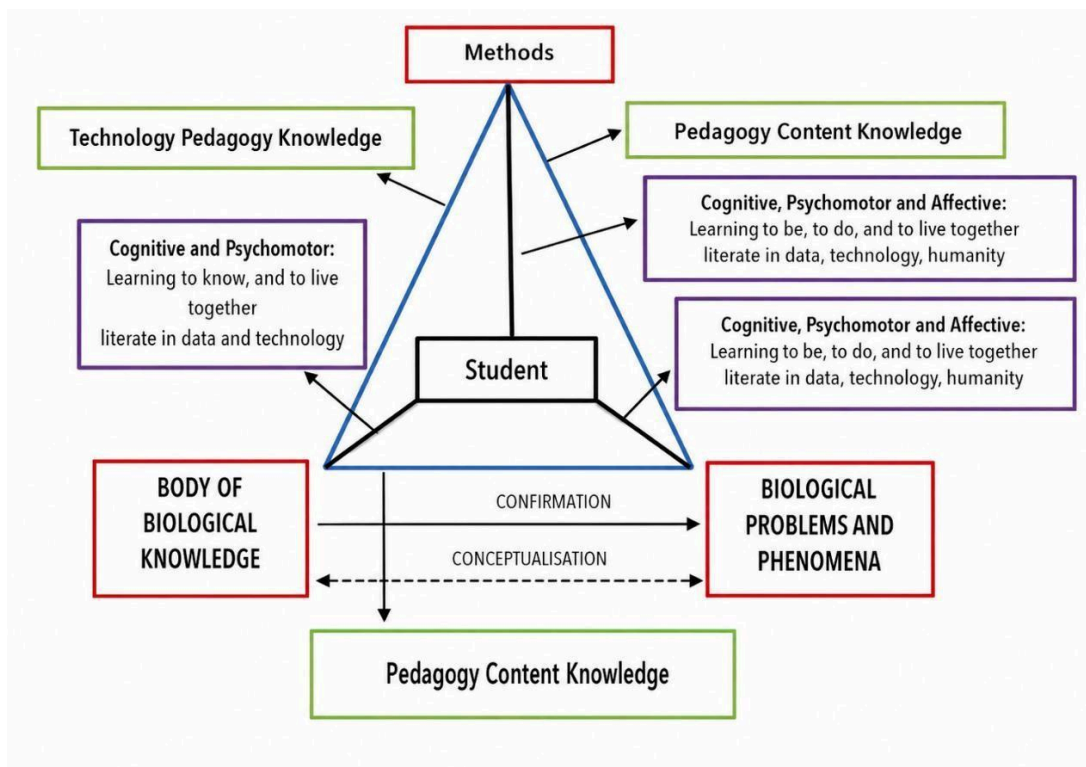 Methods
Technology Pedagogy Knowledge
Pedagogy Content Knowledge
Cognitive, Psychomotor and Affective:
Learning to be, to do, and to live together
literate in data, technology, humanity
Cognitive and Psychomotor:
Learning to know, and to live
together
literate in data and technology
Cognitive, Psychomotor and Affective:
Learning to be, to do, and to live together
literate in data, technology, humanity
Student
BODY OF
BIOLOGICAL
KNOWLEDGE
CONFIRMATION
CONCEPTUALISATION
BIOLOGICAL
PROBLEMS AND
PHENOMENA
Pedagogy Content Knowledge